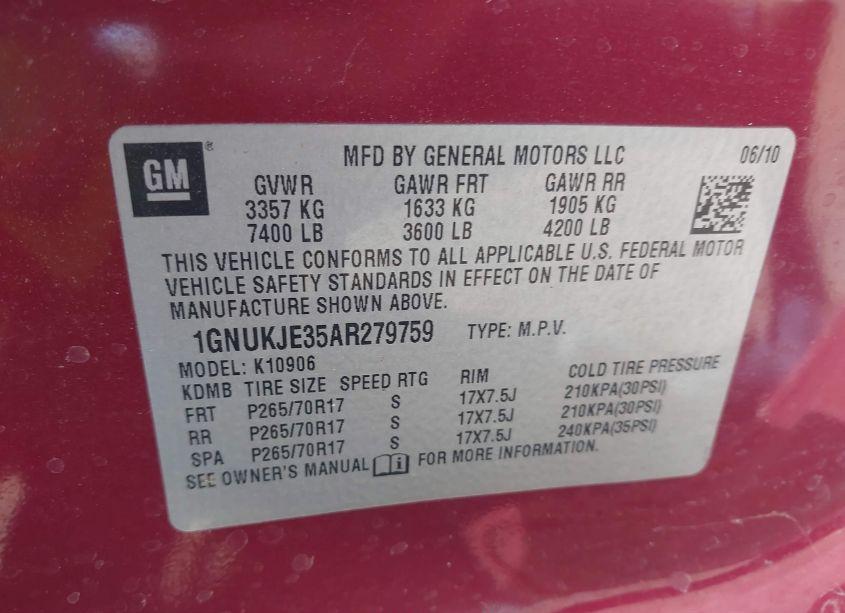 GM ® MFD BY GENERAL MOTORS LLC 06/10
GVWR GAWR FRT GAWR RR
3357 KG 1633 KG 1905 KG
7400 LB 3600 LB 4200 LB
THIS VEHICLE CONFORMS TO ALL APPLICABLE U.S. FEDERAL MOTOR
VEHICLE SAFETY STANDARDS IN EFFECT ON THE DATE OF
MANUFACTURE SHOWN ABOVE.
1GNUKJE35AR279759 TYPE: M.P.V.
MODEL: K10906
KDMB TIRE SIZE SPEED RTG RIM COLD TIRE PRESSURE
FRT P265/70R17 S 17X7.5J 210KPA(30PSI)
RR P265/70R17 S 17X7.5J 210KPA(30PSI)
SPA P265/70R17 S 17X7.5J 240KPA(35PSI)
SEE OWNER'S MANUAL FOR MORE INFORMATION.